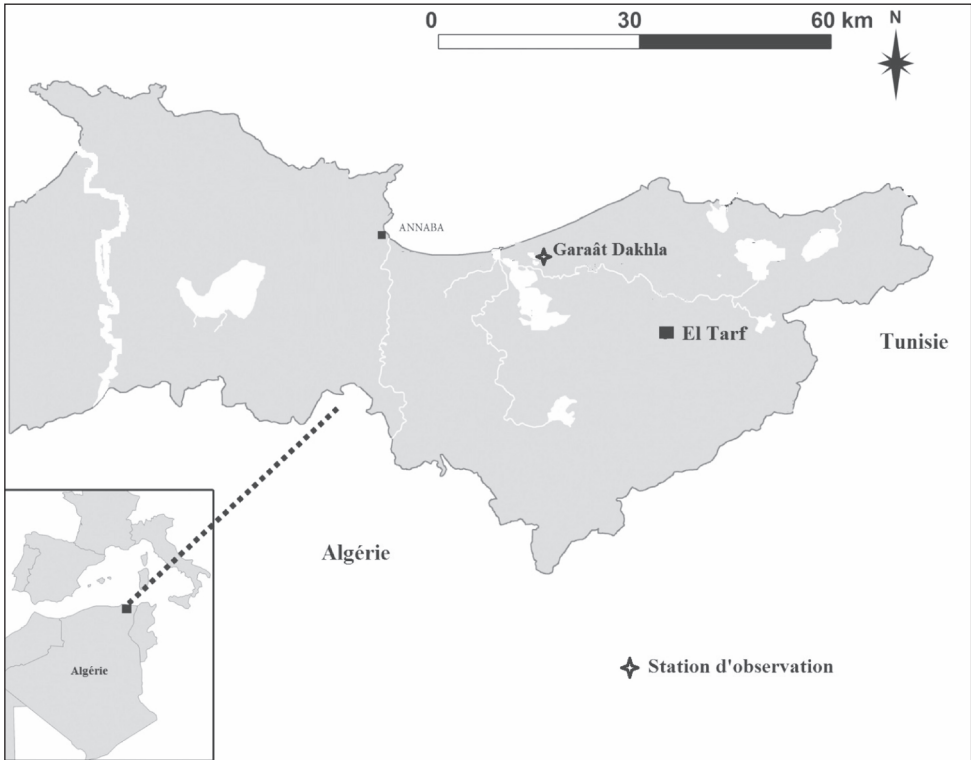 0 30 60 km
N
ANNABA
Garaât Dakhla
El Tarf
Tunisie
Algérie
Algérie
Station d'observation